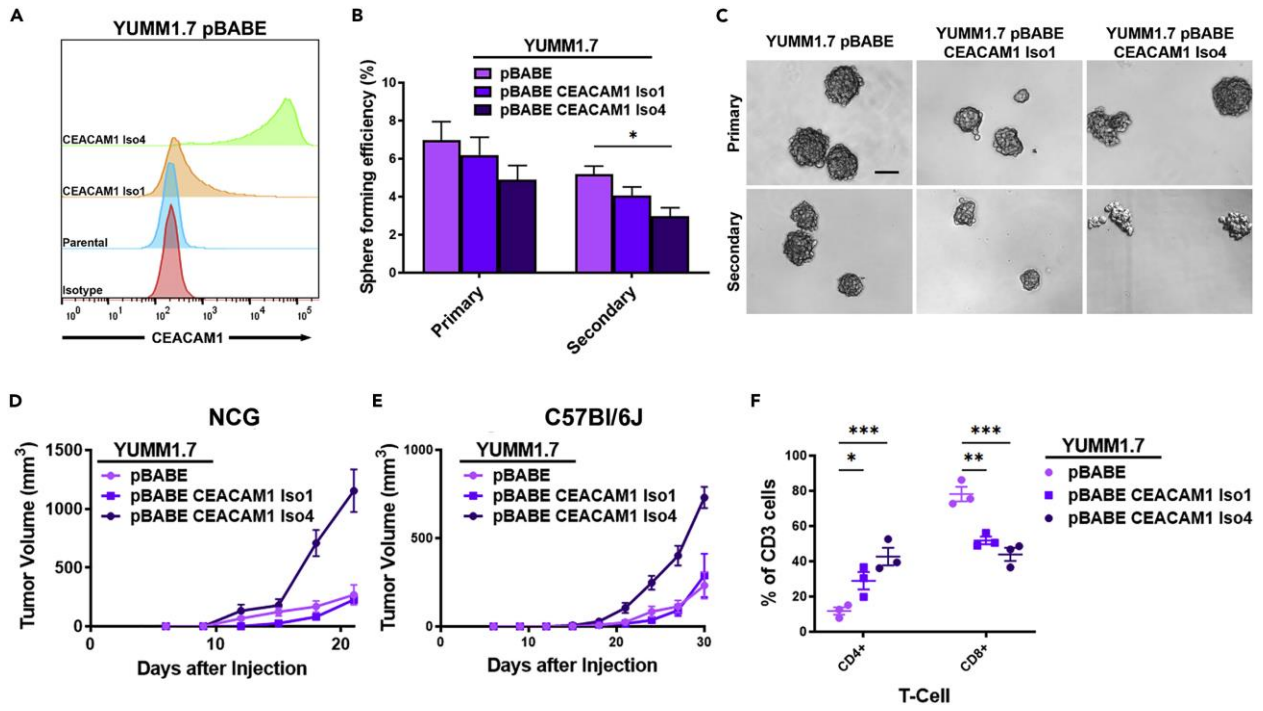 A
YUMM1.7 pBABE
CEACAM1 Iso4
CEACAM1 Iso1
Parental
Isotype
10^0 10^1 10^2 10^3 10^4 10^5
CEACAM1
B
YUMM1.7
pBABE
pBABE CEACAM1 Iso1
pBABE CEACAM1 Iso4
Sphere forming efficiency (%)
10
8
6
4
2
0
*
Primary
Secondary
C
YUMM1.7 pBABE
YUMM1.7 pBABE
CEACAM1 Iso1
YUMM1.7 pBABE
CEACAM1 Iso4
Primary
Secondary
D
NCG
YUMM1.7
pBABE
pBABE CEACAM1 Iso1
pBABE CEACAM1 Iso4
Tumor Volume (mm^3)
1500
1000
500
0
0 10 20
Days after Injection
E
C57Bl/6J
YUMM1.7
pBABE
pBABE CEACAM1 Iso1
pBABE CEACAM1 Iso4
Tumor Volume (mm^3)
1000
500
0
0 10 20 30
Days after Injection
F
*** ***
* **
% of CD3 cells
100
80
60
40
20
0
CD4+
CD8+
T-Cell
YUMM1.7
pBABE
pBABE CEACAM1 Iso1
pBABE CEACAM1 Iso4